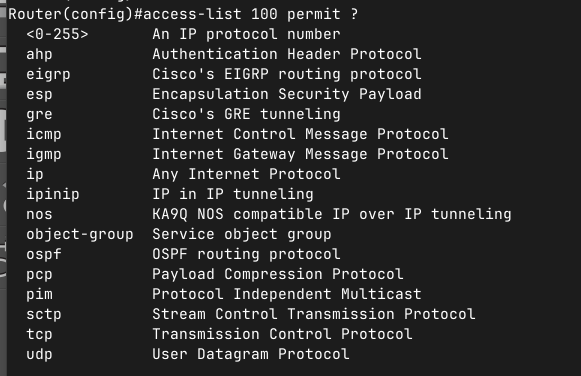 Router(config)#access-list 100 permit ?
<0-255> An IP protocol number
ahp Authentication Header Protocol
eigrp Cisco's EIGRP routing protocol
esp Encapsulation Security Payload
gre Cisco's GRE tunneling
icmp Internet Control Message Protocol
igmp Internet Gateway Message Protocol
ip Any Internet Protocol
ipinip IP in IP tunneling
nos KA9Q NOS compatible IP over IP tunneling
object-group Service object group
ospf OSPF routing protocol
pcp Payload Compression Protocol
pim Protocol Independent Multicast
sctp Stream Control Transmission Protocol
tcp Transmission Control Protocol
udp User Datagram Protocol